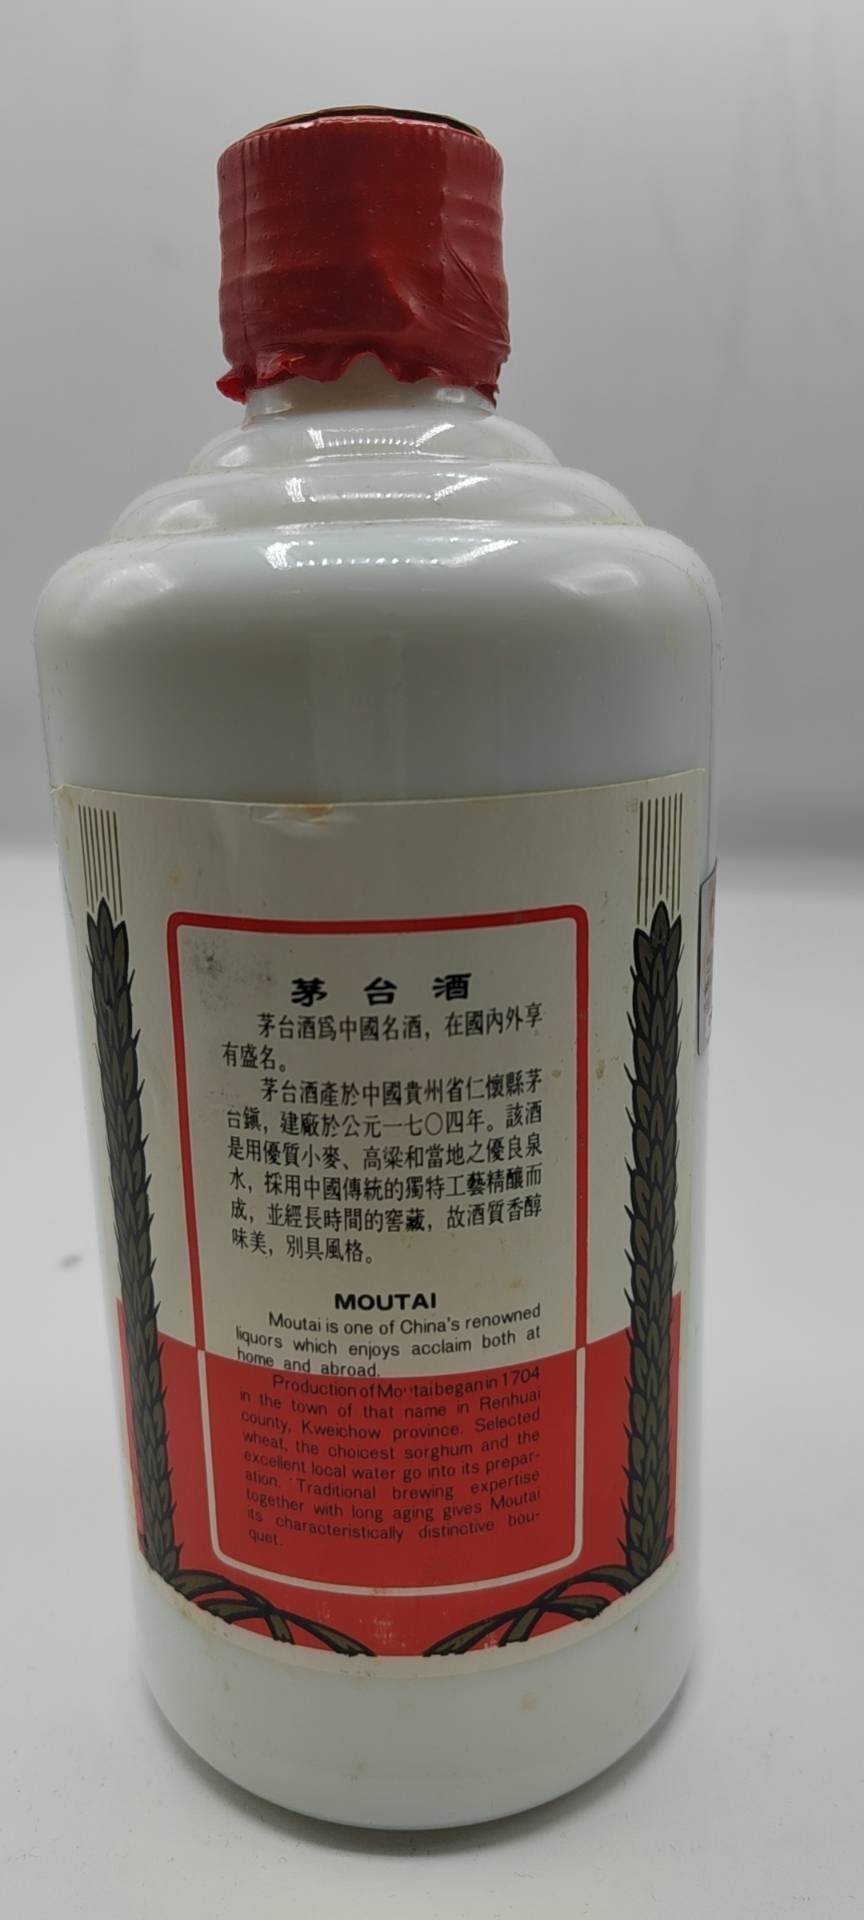 茅台酒
茅台酒爲中國名酒，在國內外享
有盛名。
茅台酒產於中國貴州省仁懷縣茅
台鎮，建廠於公元一七〇四年。該酒
是用優質小麥、高粱和當地之優良泉
水，採用中國傳統的獨特工藝精釀而
成，並經長時間的窖藏，故酒質香醇
味美，別具風格。
MOUTAI
Moutai is one of China's renowned
liquors which enjoys acclaim both at
home and abroad.
Production of Moutai began in 1704
in the town of that name in Renhuai
county, Kweichow province. Selected
wheat, the choicest sorghum and the
excellent local water go into its prepar-
ation. Traditional brewing expertise
together with long aging gives Moutai
its characteristically distinctive bou-
quet.